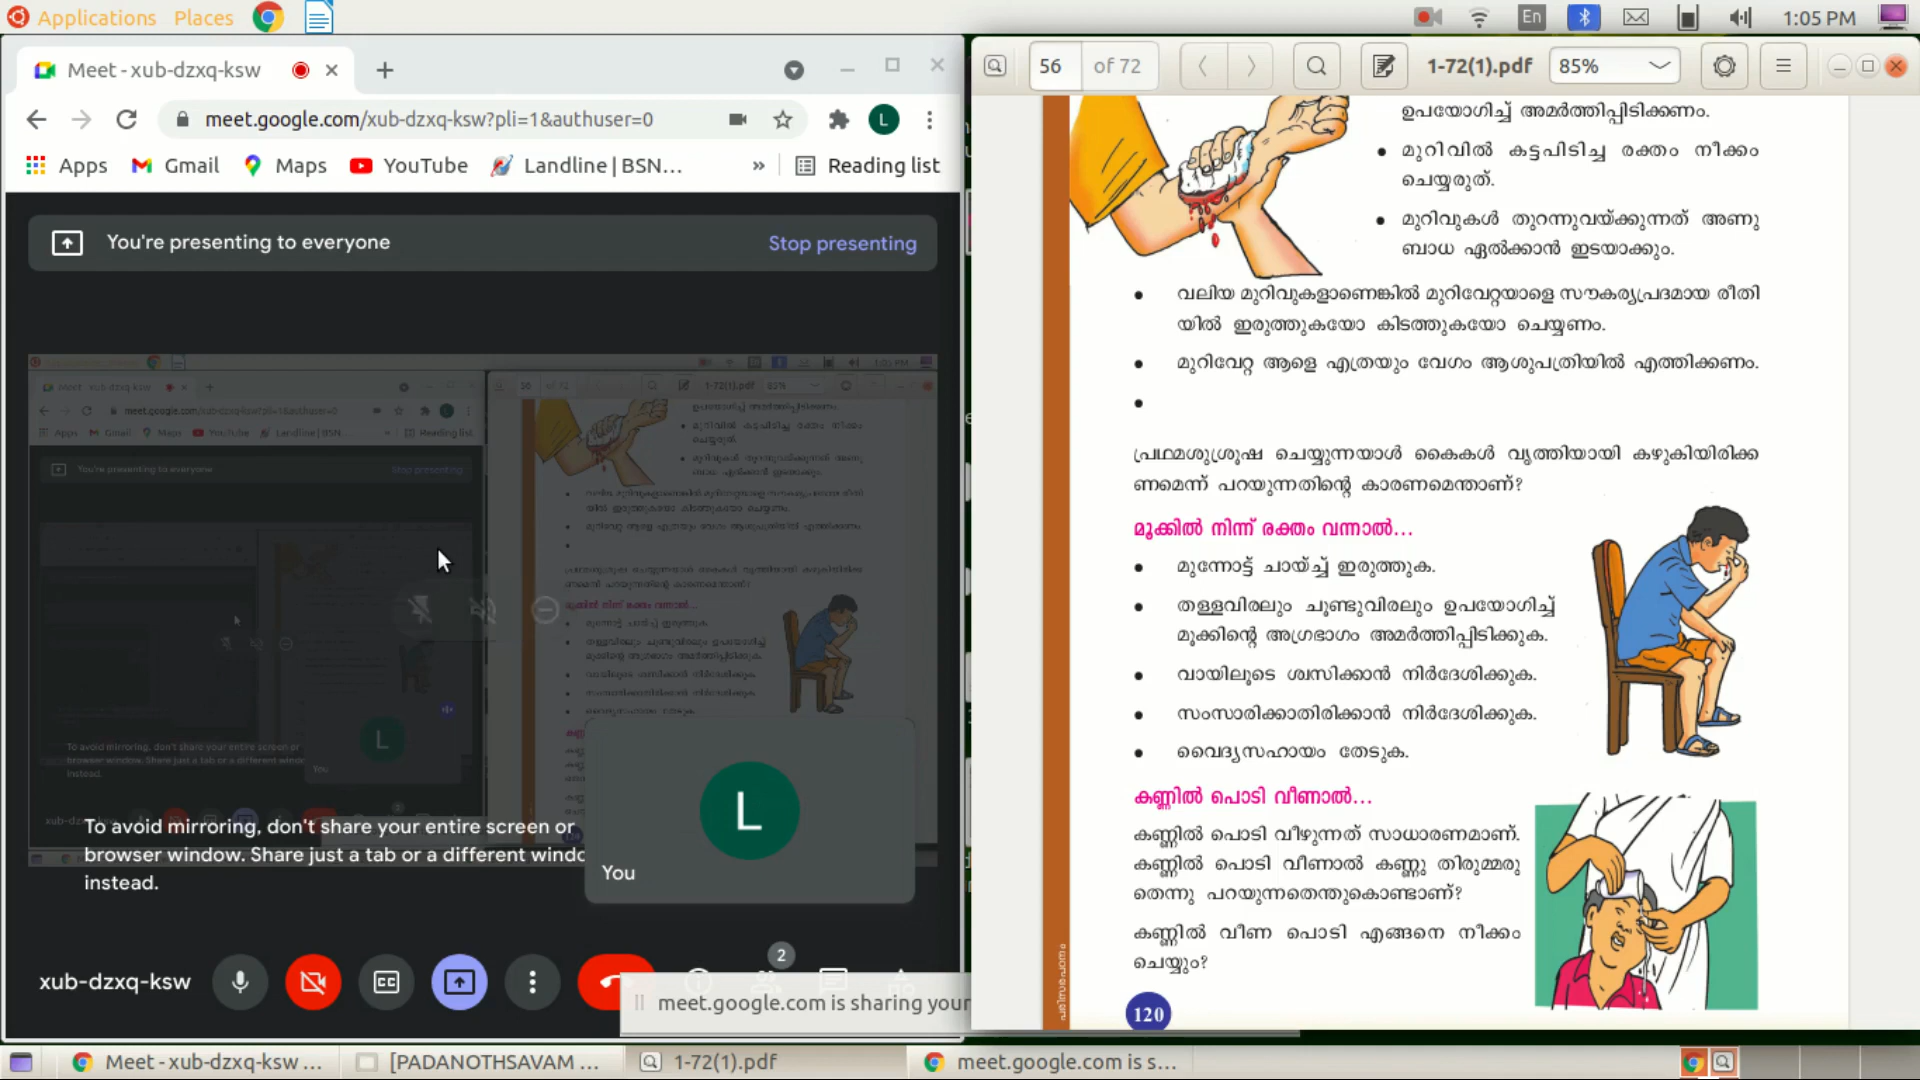 Applications Places
En
1:05 PM
Meet - xub-dzxq-ksw
meet.google.com/xub-dzxq-ksw?pli=1&authuser=0
L
Apps Gmail Maps YouTube Landline | BSN... » Reading list
You're presenting to everyone
Stop presenting
To avoid mirroring, don't share your entire screen or
browser window. Share just a tab or a different windo
instead.
L
You
2
xub-dzxq-ksw
meet.google.com is sharing your
56 of 72
1-72(1).pdf
85%
ഉപയോഗിച്ച് അമർത്തിപ്പിടിക്കണം.
• മുറിവിൽ കട്ടപിടിച്ച രക്തം നീക്കം
ചെയ്യരുത്.
• മുറിവുകൾ തുറന്നുവയ്ക്കുന്നത് അണു
ബാധ ഏൽക്കാൻ ഇടയാക്കും.
• വലിയ മുറിവുകളാണെങ്കിൽ മുറിവേറ്റയാളെ സൗകര്യപ്രദമായ രീതി
യിൽ ഇരുത്തുകയോ കിടത്തുകയോ ചെയ്യണം.
• മുറിവേറ്റ ആളെ എത്രയും വേഗം ആശുപത്രിയിൽ എത്തിക്കണം.
•
പ്രഥമശുശ്രൂഷ ചെയ്യുന്നയാൾ കൈകൾ വൃത്തിയായി കഴുകിയിരിക്ക
ണമെന്ന് പറയുന്നതിന്റെ കാരണമെന്താണ്?
മൂക്കിൽ നിന്ന് രക്തം വന്നാൽ...
• മുന്നോട്ട് ചായ്ച്ച് ഇരുത്തുക.
• തള്ളവിരലും ചൂണ്ടുവിരലും ഉപയോഗിച്ച്
മൂക്കിന്റെ അഗ്രഭാഗം അമർത്തിപ്പിടിക്കുക.
• വായിലൂടെ ശ്വസിക്കാൻ നിർദേശിക്കുക.
• സംസാരിക്കാതിരിക്കാൻ നിർദേശിക്കുക.
• വൈദ്യസഹായം തേടുക.
കണ്ണിൽ പൊടി വീണാൽ...
കണ്ണിൽ പൊടി വീഴുന്നത് സാധാരണമാണ്.
കണ്ണിൽ പൊടി വീണാൽ കണ്ണു തിരുമ്മരു
തെന്നു പറയുന്നതെന്തുകൊണ്ടാണ്?
കണ്ണിൽ വീണ പൊടി എങ്ങനെ നീക്കം
ചെയ്യും?
പരിസരപഠനം
120
Meet - xub-dzxq-ksw ...
[PADANOTHSAVAM ...
1-72(1).pdf
meet.google.com is s...